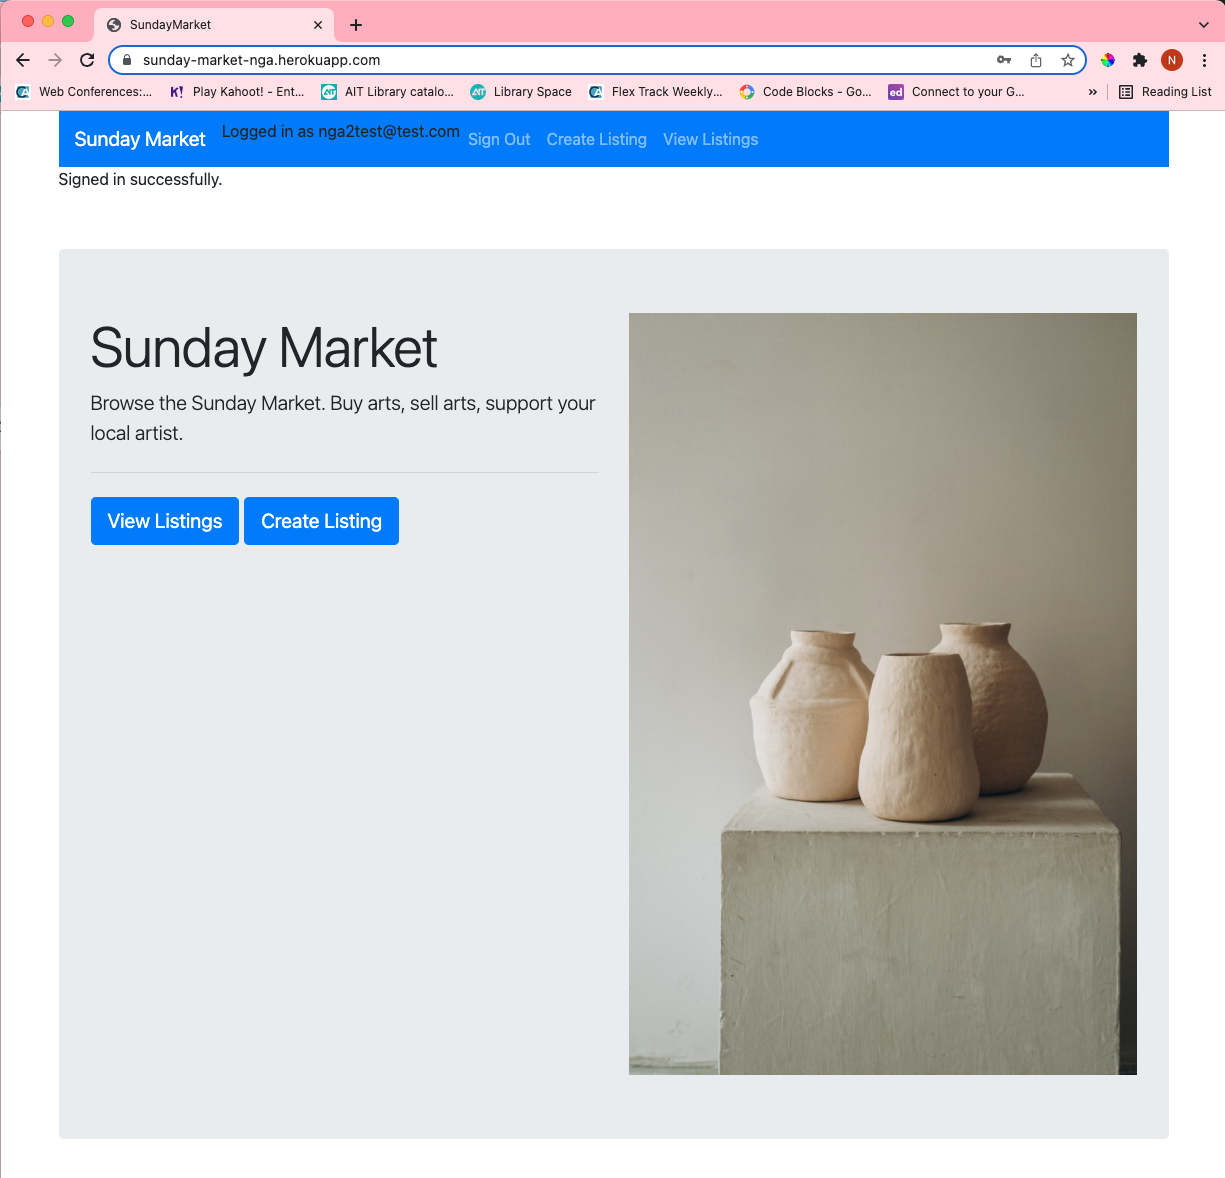 SundayMarket
sunday-market-nga.herokuapp.com
N
Web Conferences:... K! Play Kahoot! - Ent... AIT AIT Library catalo... AIT Library Space Flex Track Weekly... Code Blocks - Go... ed Connect to your G... » Reading List
Sunday Market Logged in as nga2test@test.com Sign Out Create Listing View Listings
Signed in successfully.
Sunday Market
Browse the Sunday Market. Buy arts, sell arts, support your
local artist.
View Listings Create Listing